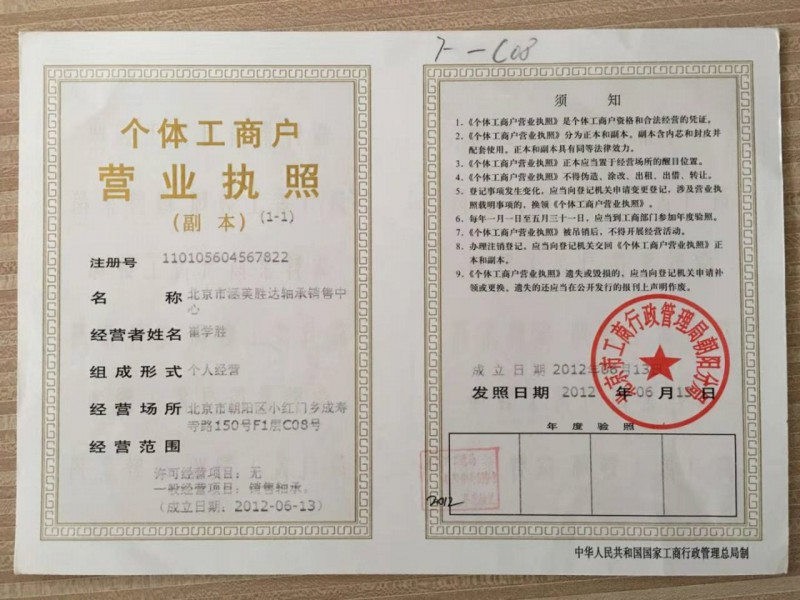 7-C08
个体工商户
营业执照
(副本) (1-1)
注册号 110105604567822
名称 北京市涵美胜达轴承销售中
心
经营者姓名 崔学胜
组成形式 个人经营
经营场所 北京市朝阳区小红门乡成寿
寺路150号F1层C08号
经营范围
许可经营项目：无
一般经营项目：销售轴承。
(成立日期：2012-06-13)
须知
1.《个体工商户营业执照》是个体工商户资格和合法经营的凭证。
2.《个体工商户营业执照》分为正本和副本，副本含内芯和封皮并
配套使用。正本和副本具有同等法律效力。
3.《个体工商户营业执照》正本应当置于经营场所的醒目位置。
4.《个体工商户营业执照》不得伪造、涂改、出租、出借、转让。
5. 登记事项发生变化，应当向登记机关申请变更登记，涉及营业执
照载明事项的，换领《个体工商户营业执照》。
6. 每年一月一日至五月三十一日，应当到工商部门参加年度验照。
7.《个体工商户营业执照》被吊销后，不得开展经营活动。
8. 办理注销登记，应当向登记机关交回《个体工商户营业执照》正
本和副本。
9.《个体工商户营业执照》遗失或毁损的，应当向登记机关申请补
领或更换。遗失的还应当在公开发行的报刊上声明作废。
北京市工商行政管理局朝阳分局
成立日期 2012年06月13日
发照日期 2012年06月13日
年度验照
2012
中华人民共和国国家工商行政管理总局制